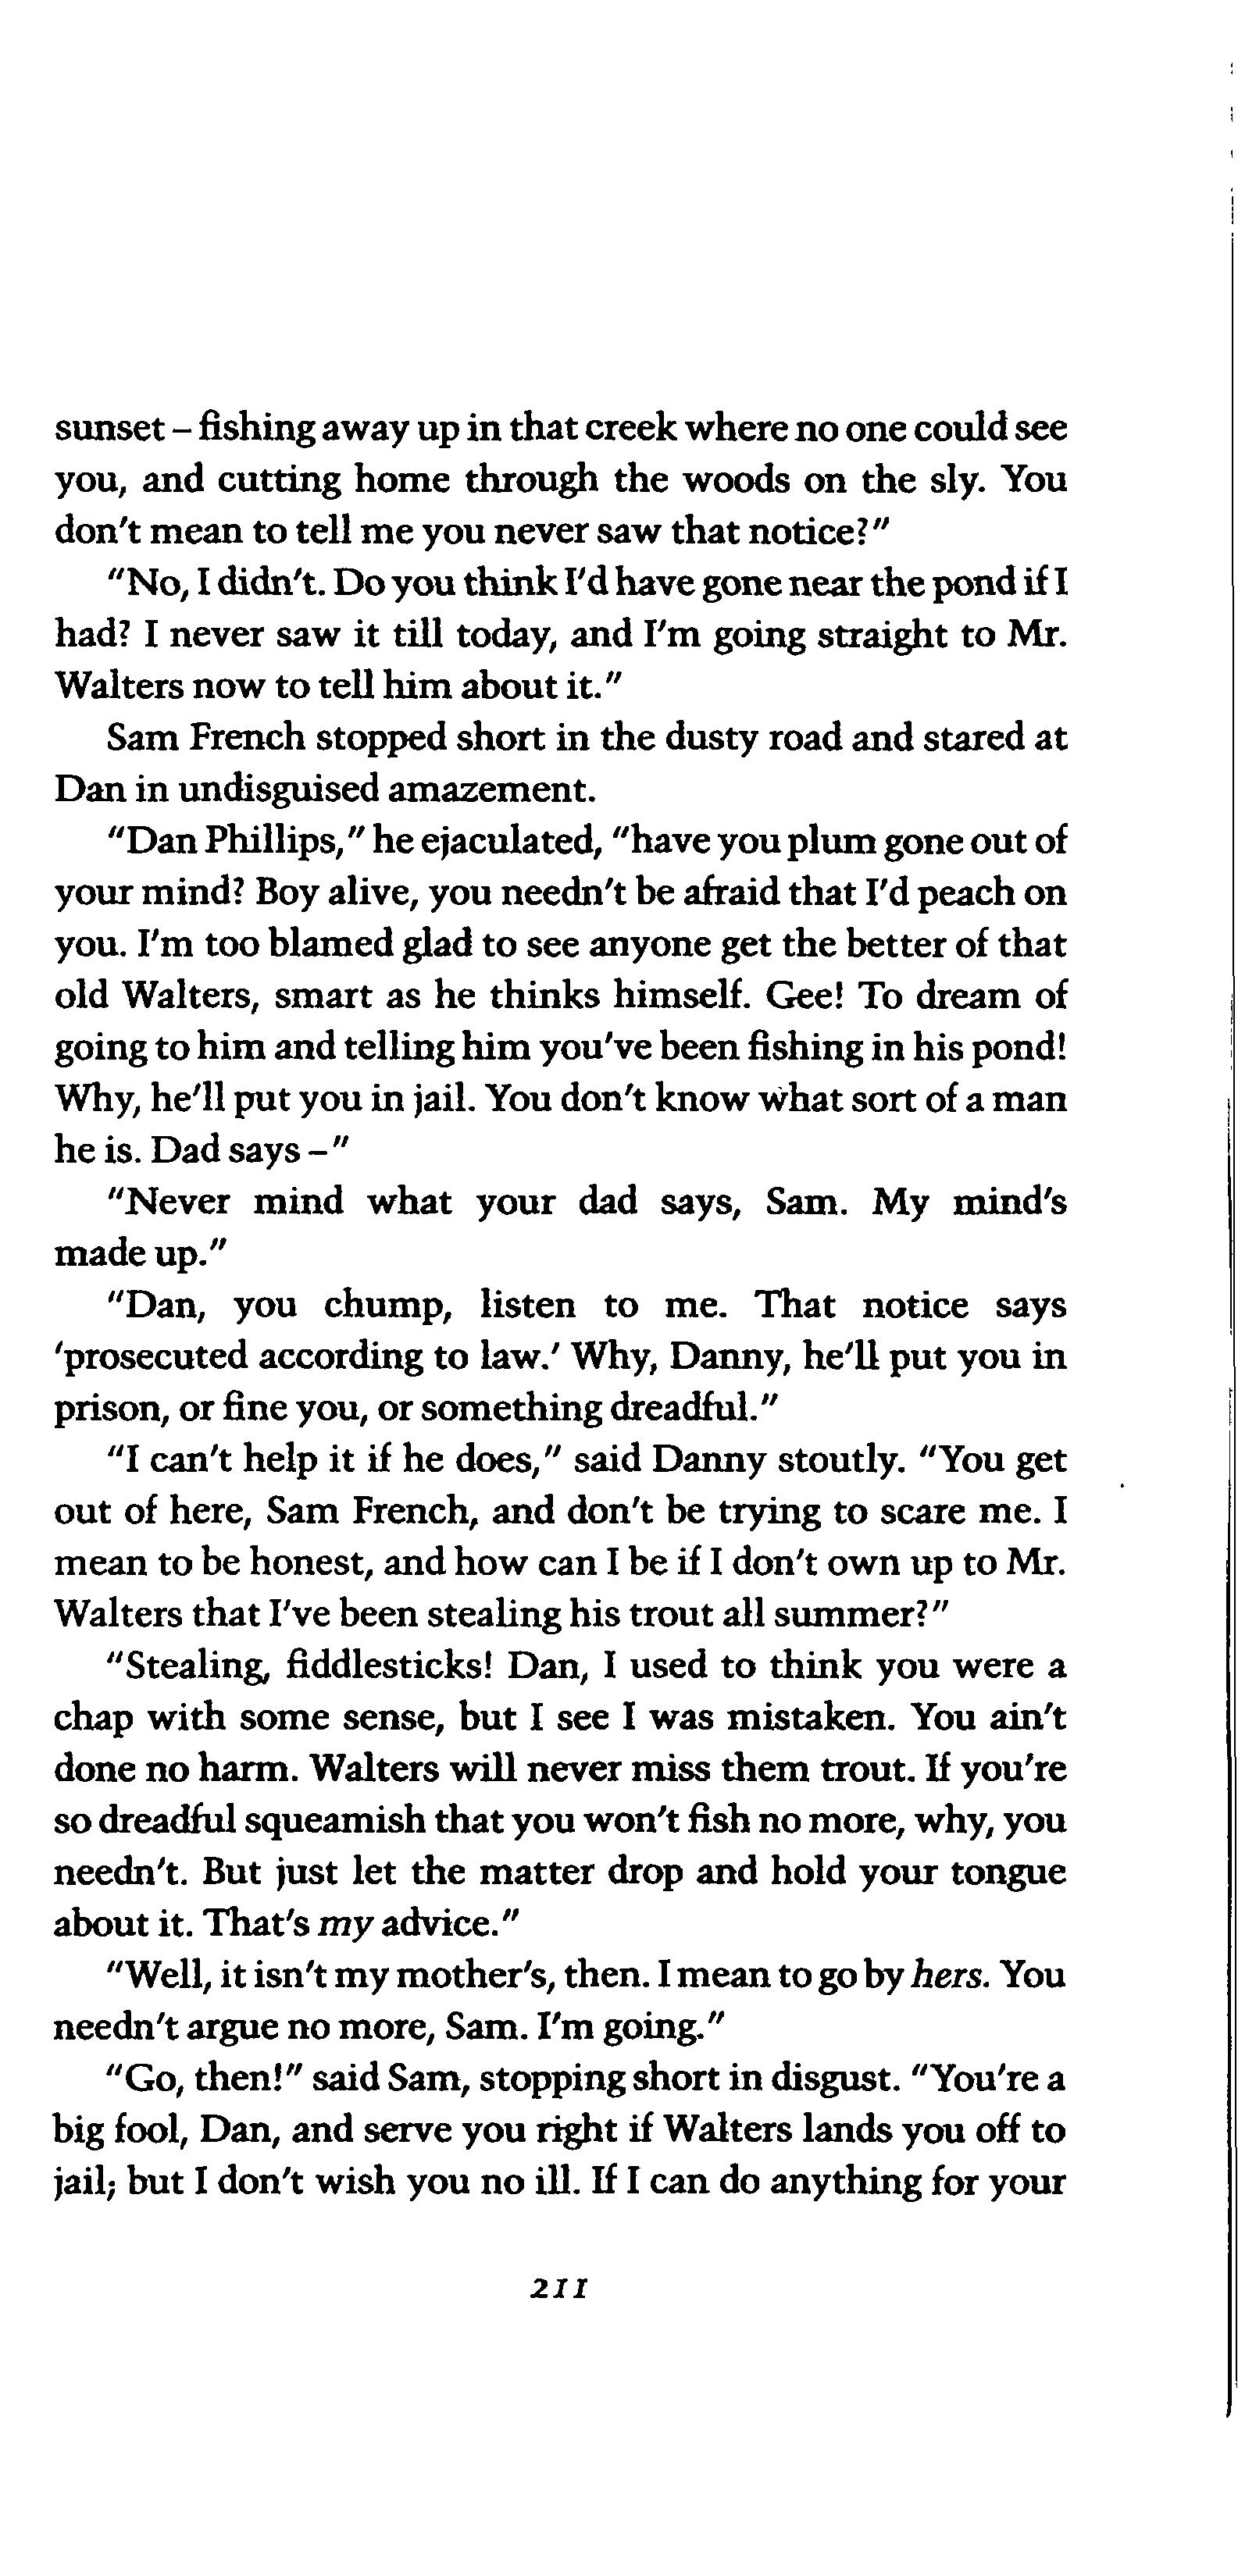 sunset – fishing away up in that creek where no one could see
you, and cutting home through the woods on the sly. You
don't mean to tell me you never saw that notice?"
"No, I didn't. Do you think I'd have gone near the pond if I
had? I never saw it till today, and I'm going straight to Mr.
Walters now to tell him about it."
Sam French stopped short in the dusty road and stared at
Dan in undisguised amazement.
"Dan Phillips," he ejaculated, "have you plum gone out of
your mind? Boy alive, you needn't be afraid that I'd peach on
you. I'm too blamed glad to see anyone get the better of that
old Walters, smart as he thinks himself. Gee! To dream of
going to him and telling him you've been fishing in his pond!
Why, he'll put you in jail. You don't know what sort of a man
he is. Dad says –"
"Never mind what your dad says, Sam. My mind's
made up."
"Dan, you chump, listen to me. That notice says
'prosecuted according to law.' Why, Danny, he'll put you in
prison, or fine you, or something dreadful."
"I can't help it if he does," said Danny stoutly. "You get
out of here, Sam French, and don't be trying to scare me. I
mean to be honest, and how can I be if I don't own up to Mr.
Walters that I've been stealing his trout all summer?"
"Stealing, fiddlesticks! Dan, I used to think you were a
chap with some sense, but I see I was mistaken. You ain't
done no harm. Walters will never miss them trout. If you're
so dreadful squeamish that you won't fish no more, why, you
needn't. But just let the matter drop and hold your tongue
about it. That's my advice."
"Well, it isn't my mother's, then. I mean to go by hers. You
needn't argue no more, Sam. I'm going."
"Go, then!" said Sam, stopping short in disgust. "You're a
big fool, Dan, and serve you right if Walters lands you off to
jail; but I don't wish you no ill. If I can do anything for your
211